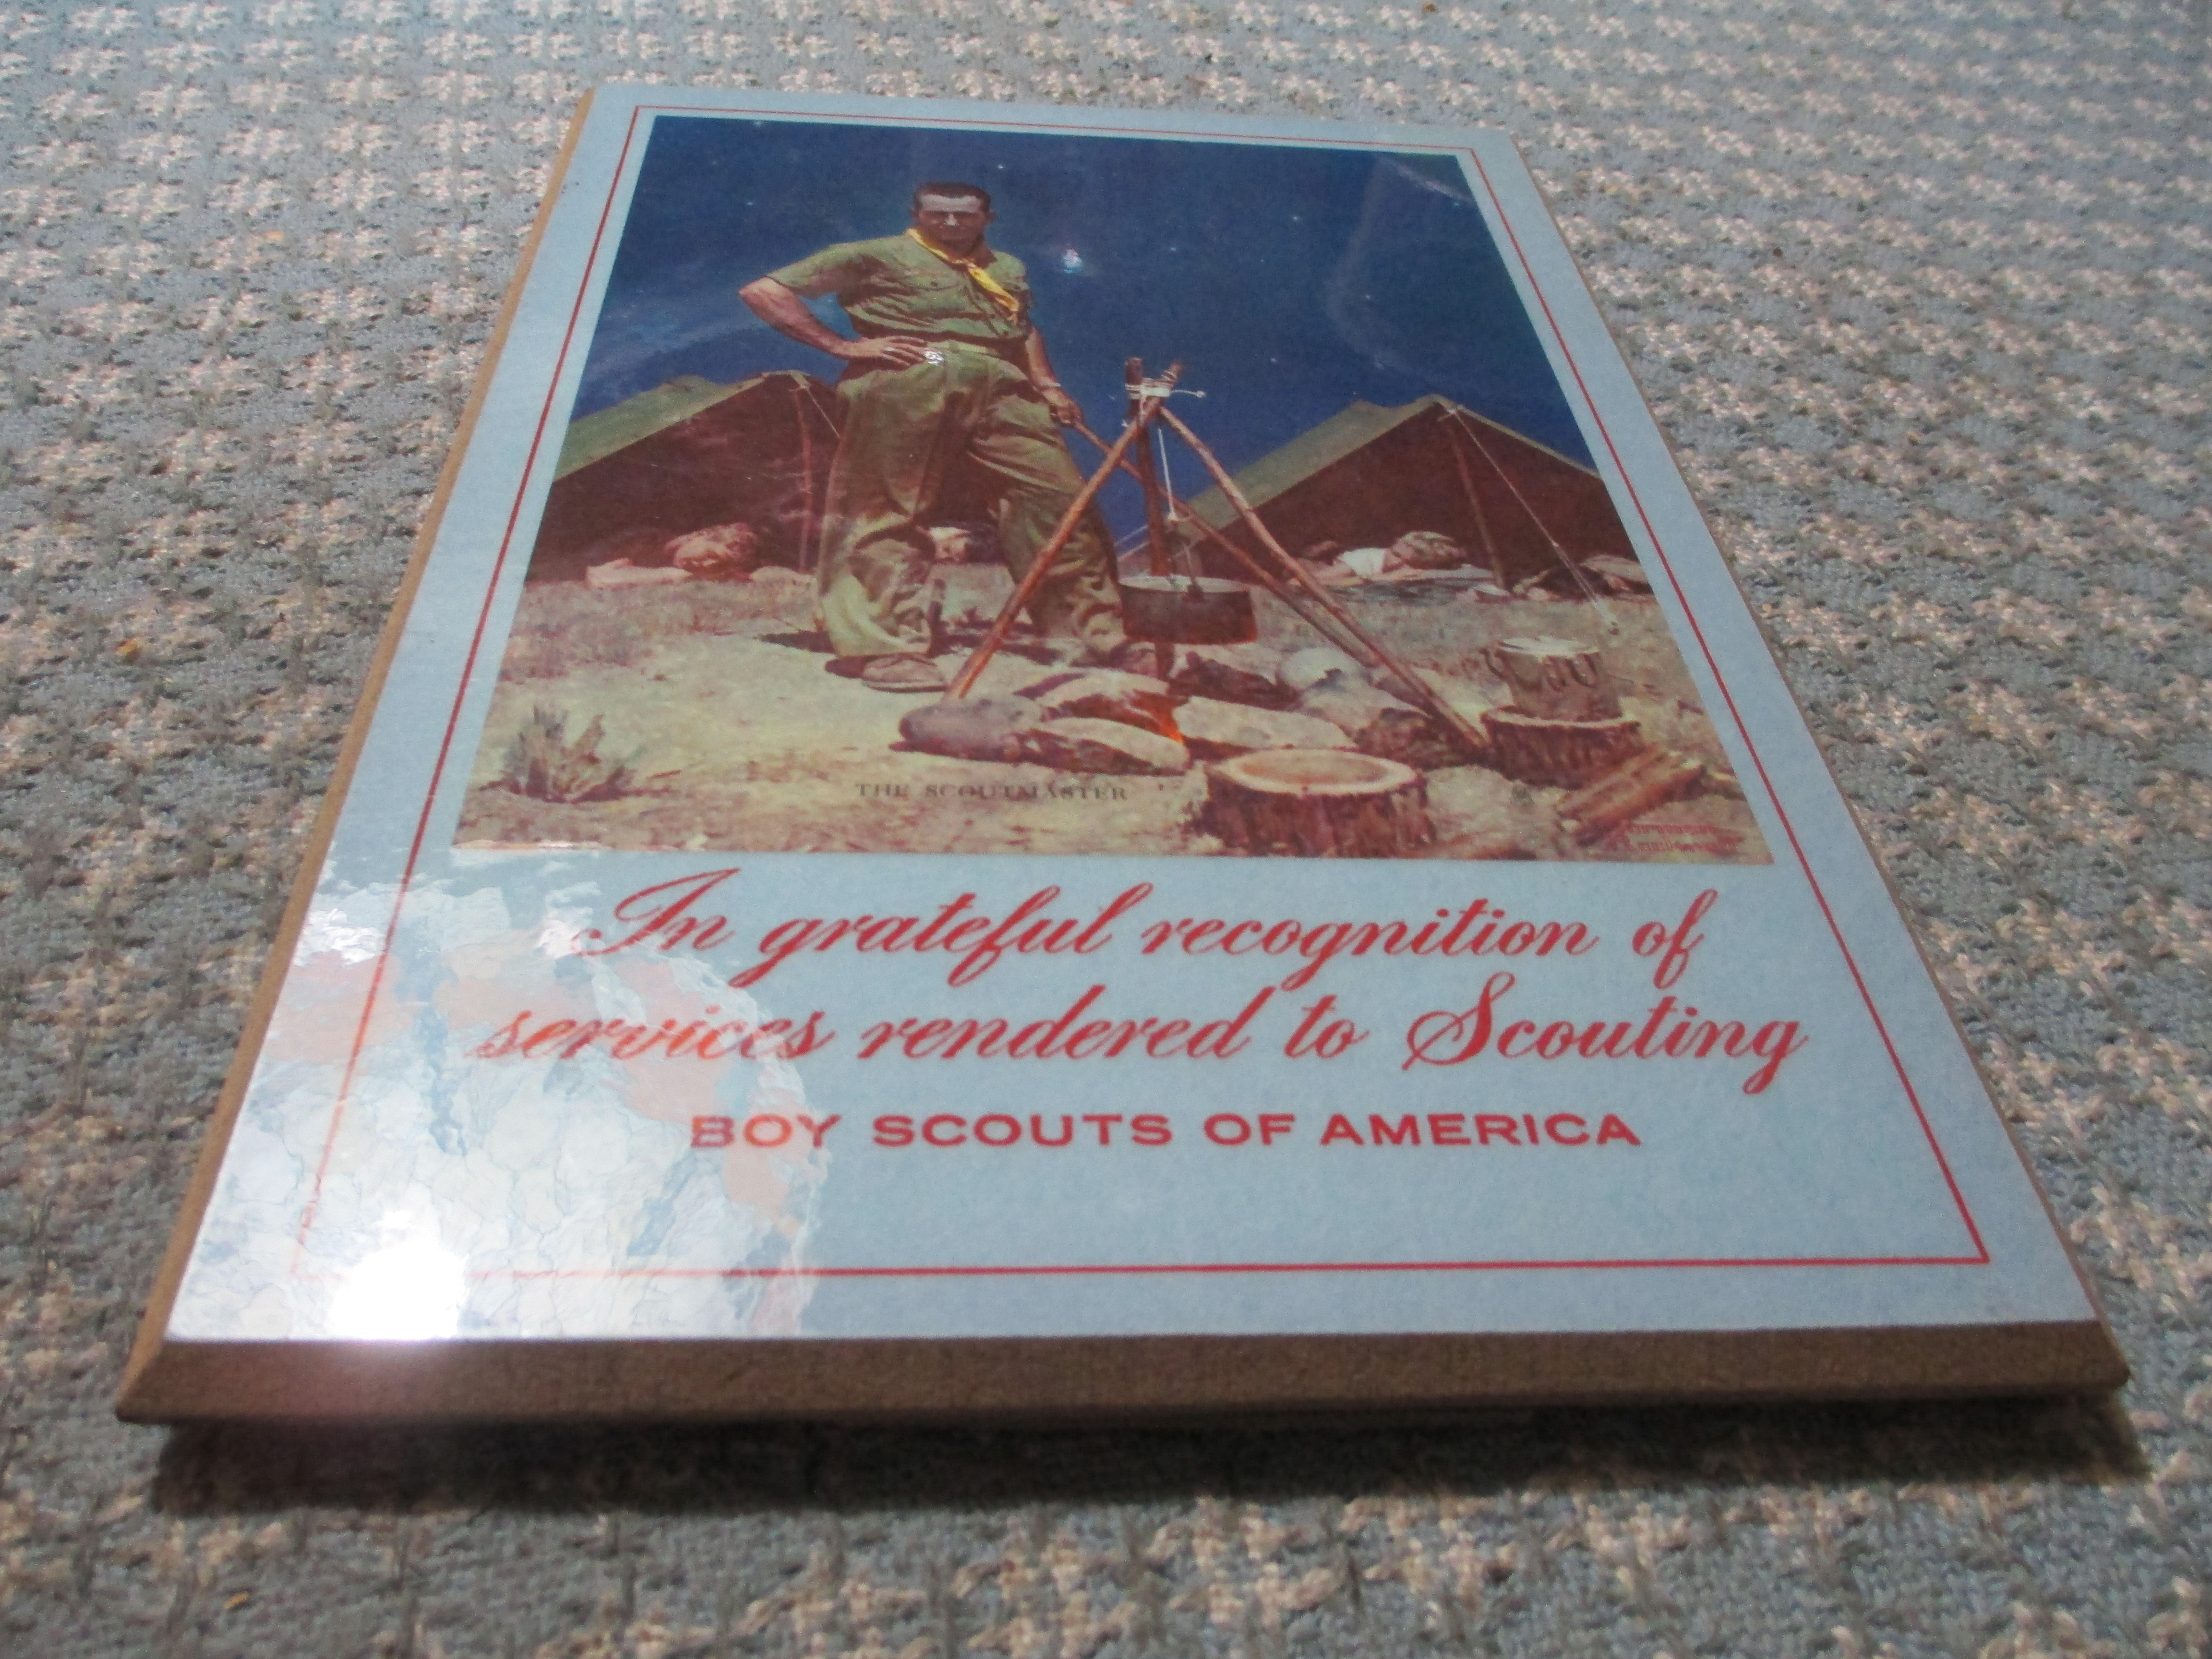 THE SCOUTMASTER
In grateful recognition of
services rendered to Scouting
BOY SCOUTS OF AMERICA